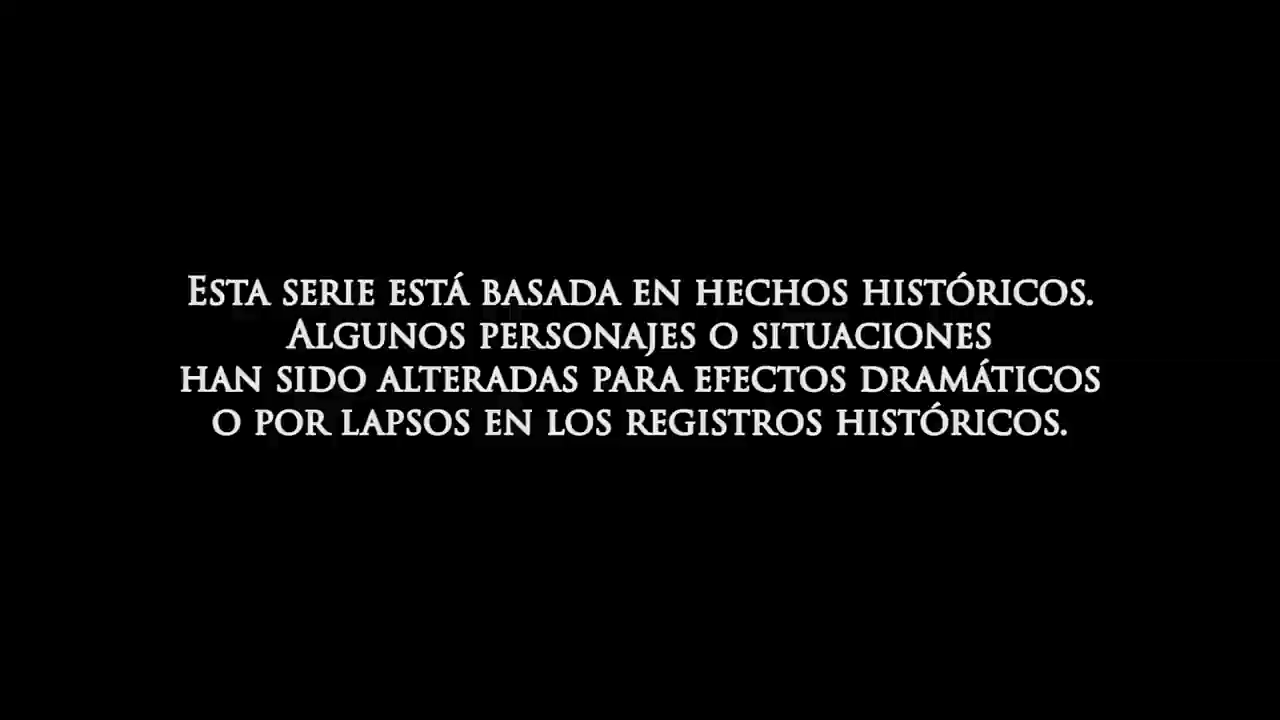 Esta serie está basada en hechos históricos.
Algunos personajes o situaciones
han sido alteradas para efectos dramáticos
o por lapsos en los registros históricos.